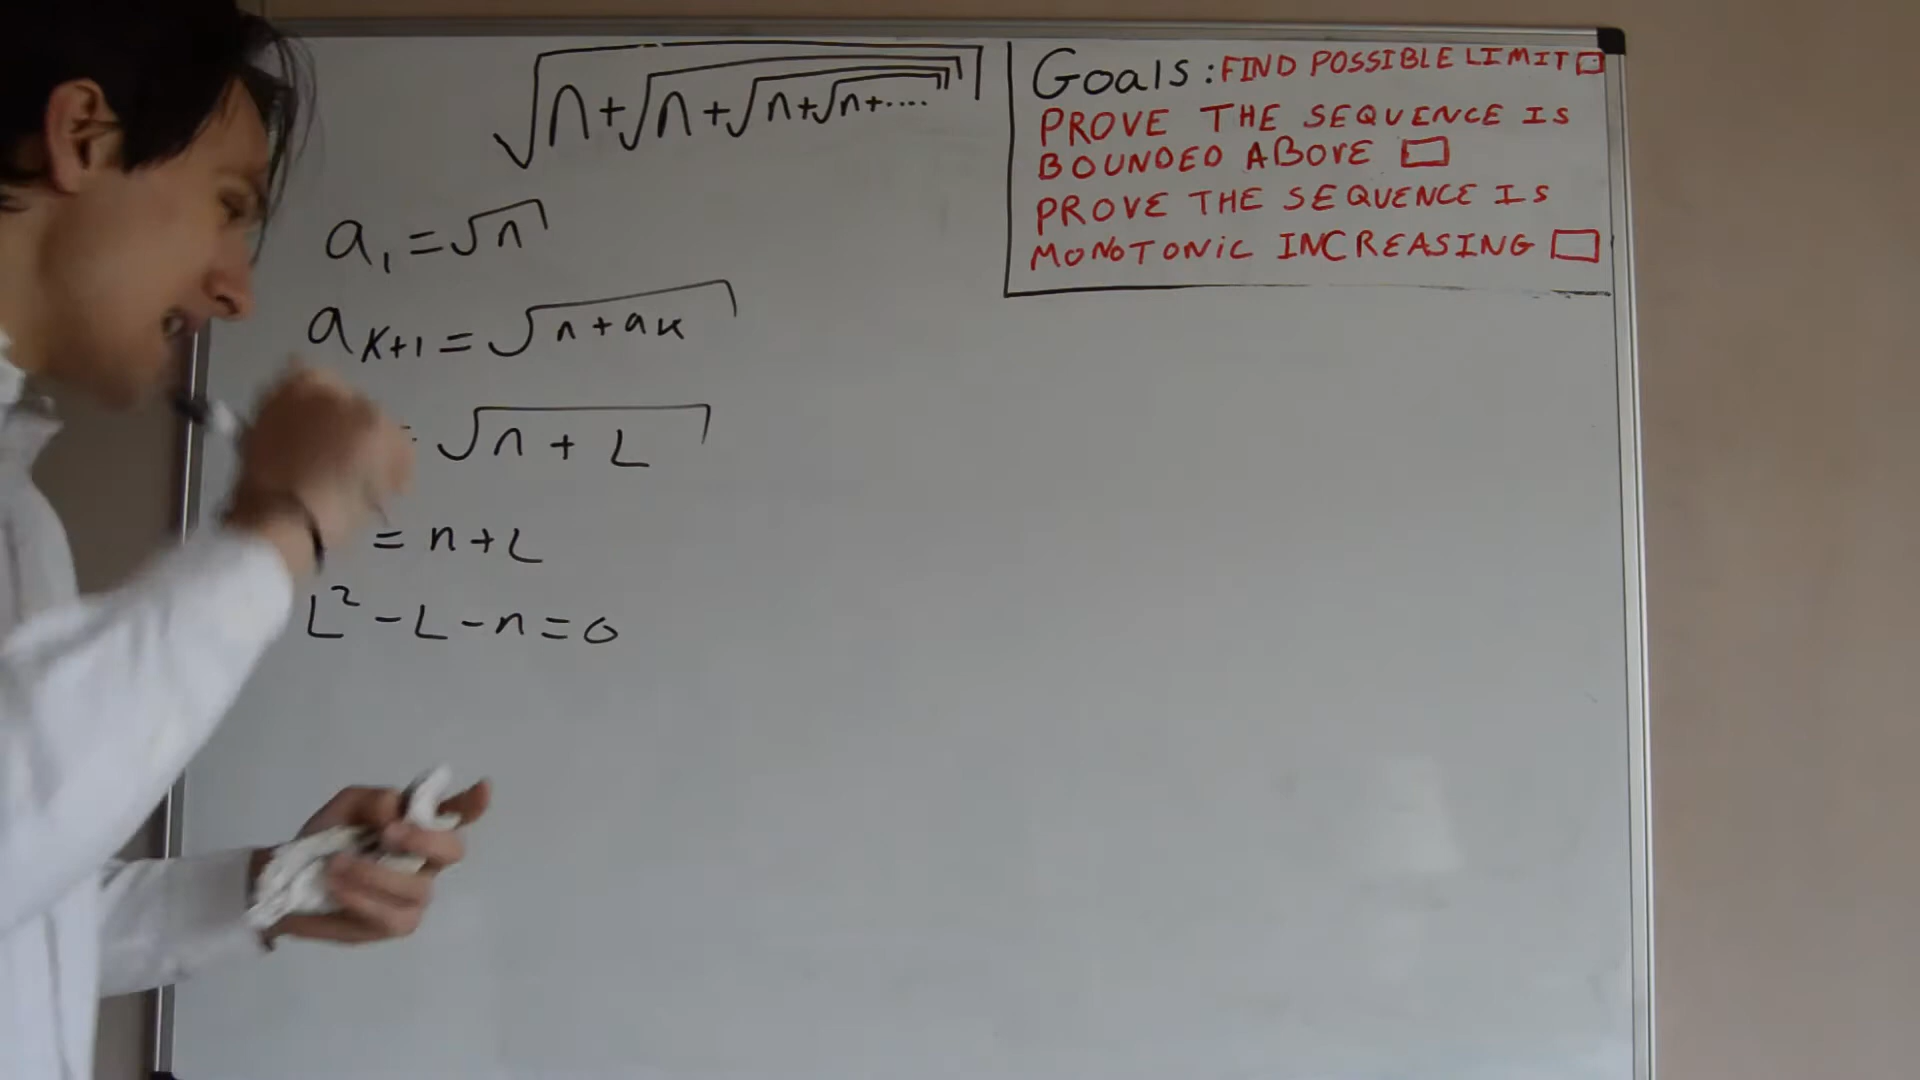 √n+√n+√n+√n+....
Goals: FIND POSSIBLE LIMIT □
PROVE THE SEQUENCE IS
BOUNDED ABOVE □
PROVE THE SEQUENCE IS
MONOTONIC INCREASING □
a₁ = √n
aₖ₊₁ = √n + aₖ
√n + L
= n + L
L² - L - n = 0